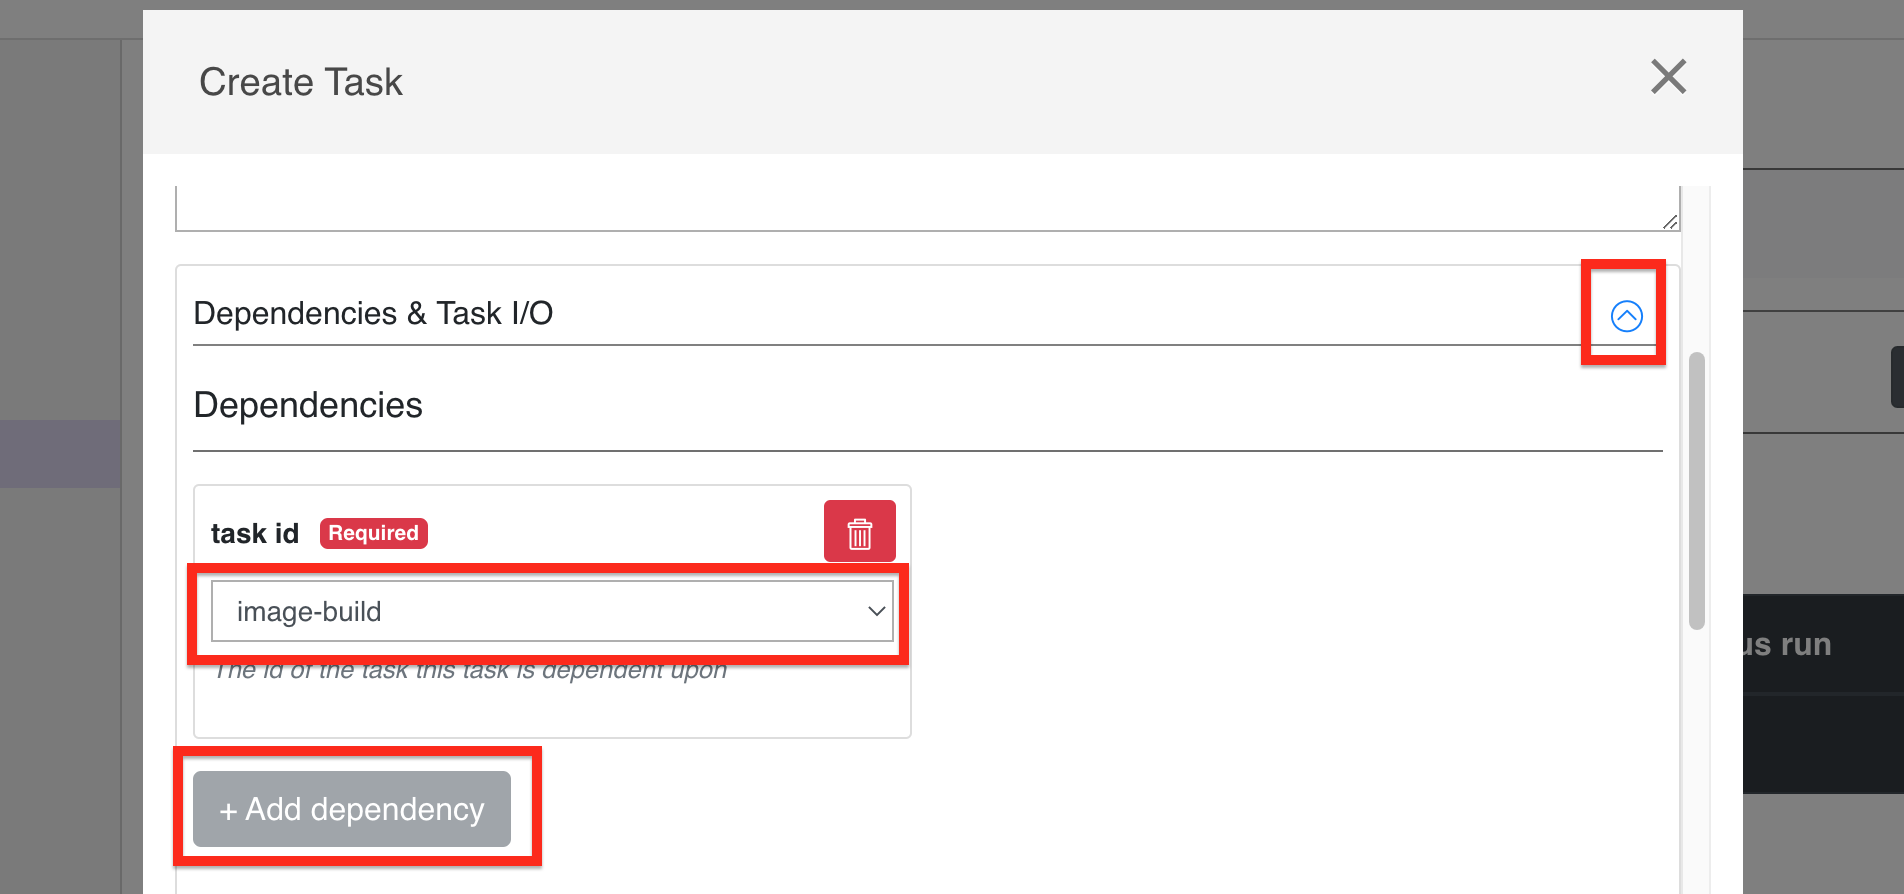 Create Task
Dependencies & Task I/O
Dependencies
task id Required
image-build
The id of the task this task is dependent upon
+ Add dependency
us run